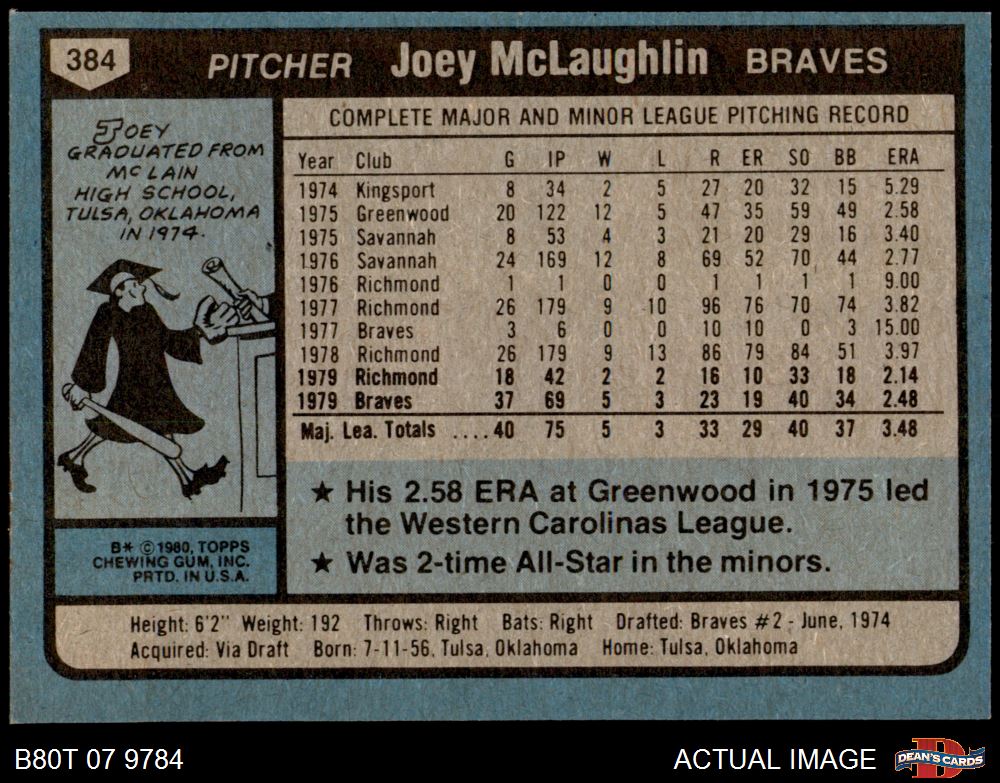 384
PITCHER Joey McLaughlin BRAVES
JOEY
GRADUATED FROM
McLAIN
HIGH SCHOOL,
TULSA, OKLAHOMA
IN 1974.
COMPLETE MAJOR AND MINOR LEAGUE PITCHING RECORD
Year Club G IP W L R ER SO BB ERA
1974 Kingsport 8 34 2 5 27 20 32 15 5.29
1975 Greenwood 20 122 12 5 47 35 59 49 2.58
1975 Savannah 8 53 4 3 21 20 29 16 3.40
1976 Savannah 24 169 12 8 69 52 70 44 2.77
1976 Richmond 1 1 0 0 1 1 1 1 9.00
1977 Richmond 26 179 9 10 96 76 70 74 3.82
1977 Braves 3 6 0 0 10 10 0 3 15.00
1978 Richmond 26 179 9 13 86 79 84 51 3.97
1979 Richmond 18 42 2 2 16 10 33 18 2.14
1979 Braves 37 69 5 3 23 19 40 34 2.48
Maj. Lea. Totals ....40 75 5 3 33 29 40 37 3.48
★ His 2.58 ERA at Greenwood in 1975 led
the Western Carolinas League.
★ Was 2-time All-Star in the minors.
B* ©1980, TOPPS
CHEWING GUM, INC.
PRTD. IN U.S.A.
Height: 6'2" Weight: 192 Throws: Right Bats: Right Drafted: Braves #2 - June, 1974
Acquired: Via Draft Born: 7-11-56, Tulsa, Oklahoma Home: Tulsa, Oklahoma
B80T 07 9784
ACTUAL IMAGE
D
DEAN'S CARDS